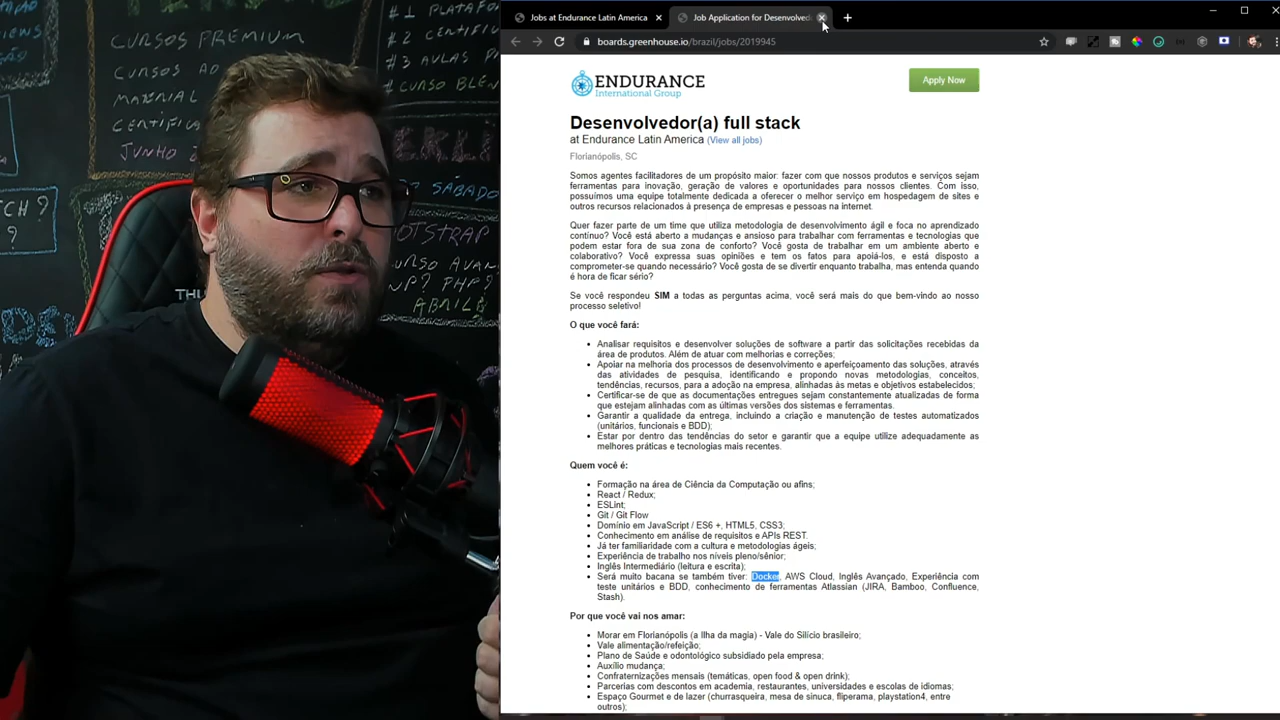 Jobs at Endurance Latin America
Job Application for Desenvolved
boards.greenhouse.io/brazil/jobs/2019945
ENDURANCE
International Group
Apply Now
Desenvolvedor(a) full stack
at Endurance Latin America (View all jobs)
Florianópolis, SC
Somos agentes facilitadores de um propósito maior: fazer com que nossos produtos e serviços sejam
ferramentas para inovação, geração de valores e oportunidades para nossos clientes. Com isso,
possuímos uma equipe totalmente dedicada a oferecer o melhor serviço em hospedagem de sites e
outros recursos relacionados à presença de empresas e pessoas na internet.
Quer fazer parte de um time que utiliza metodologia de desenvolvimento ágil e foca no aprendizado
contínuo? Você está aberto a mudanças e ansioso para trabalhar com ferramentas e tecnologias que
podem estar fora de sua zona de conforto? Você gosta de trabalhar em um ambiente aberto e
colaborativo? Você expressa suas opiniões e tem os fatos para apoiá-los, e está disposto a
comprometer-se quando necessário? Você gosta de se divertir enquanto trabalha, mas entenda quando
é hora de ficar sério?
Se você respondeu SIM a todas as perguntas acima, você será mais do que bem-vindo ao nosso
processo seletivo!
O que você fará:
Analisar requisitos e desenvolver soluções de software a partir das solicitações recebidas da
área de produtos. Além de atuar com melhorias e correções;
Apoiar na melhoria dos processos de desenvolvimento e aperfeiçoamento das soluções, através
das atividades de pesquisa, identificando e propondo novas metodologias, conceitos,
tendências, recursos, para a adoção na empresa, alinhadas às metas e objetivos estabelecidos;
Certificar-se de que as documentações entregues sejam constantemente atualizadas de forma
que estejam alinhadas com as últimas versões dos sistemas e ferramentas.
Garantir a qualidade da entrega, incluindo a criação e manutenção de testes automatizados
(unitários, funcionais e BDD);
Estar por dentro das tendências do setor e garantir que a equipe utilize adequadamente as
melhores práticas e tecnologias mais recentes.
Quem você é:
Formação na área de Ciência da Computação ou afins;
React / Redux;
ESLint;
Git / Git Flow
Domínio em JavaScript / ES6 +, HTML5, CSS3;
Conhecimento em análise de requisitos e APIs REST.
Já ter familiaridade com a cultura e metodologias ágeis;
Experiência de trabalho nos níveis pleno/sênior;
Inglês Intermediário (leitura e escrita);
Será muito bacana se também tiver: Docker, AWS Cloud, Inglês Avançado, Experiência com
teste unitários e BDD, conhecimento de ferramentas Atlassian (JIRA, Bamboo, Confluence,
Stash).
Por que você vai nos amar:
Morar em Florianópolis (a Ilha da magia) - Vale do Silício brasileiro;
Vale alimentação/refeição;
Plano de Saúde e odontológico subsidiado pela empresa;
Auxílio mudança;
Confraternizações mensais (temáticas, open food & open drink);
Parcerias com descontos em academia, restaurantes, universidades e escolas de idiomas;
Espaço Gourmet e de lazer (churrasqueira, mesa de sinuca, fliperama, playstation4, entre
outros);